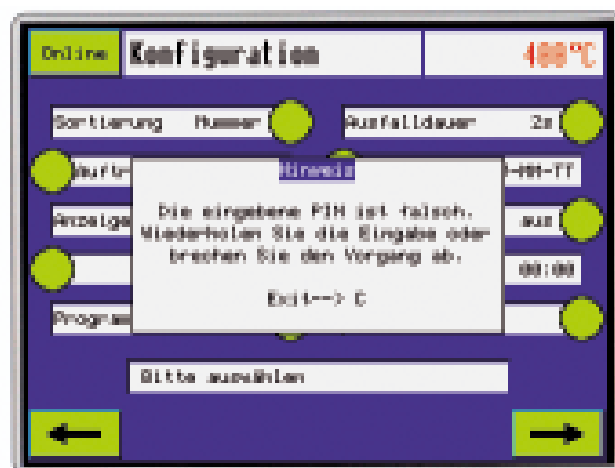 Online Konfiguration 400°C
Sortierung Nummer Ausfalldauer 2s
-MM-TT
Hinweis
Die eingebene PIN ist falsch.
Wiederholen Sie die Eingabe oder
brechen Sie den Vorgang ab.
Exit--> C
Anzeige aus
00:00
Program
Bitte auswählen